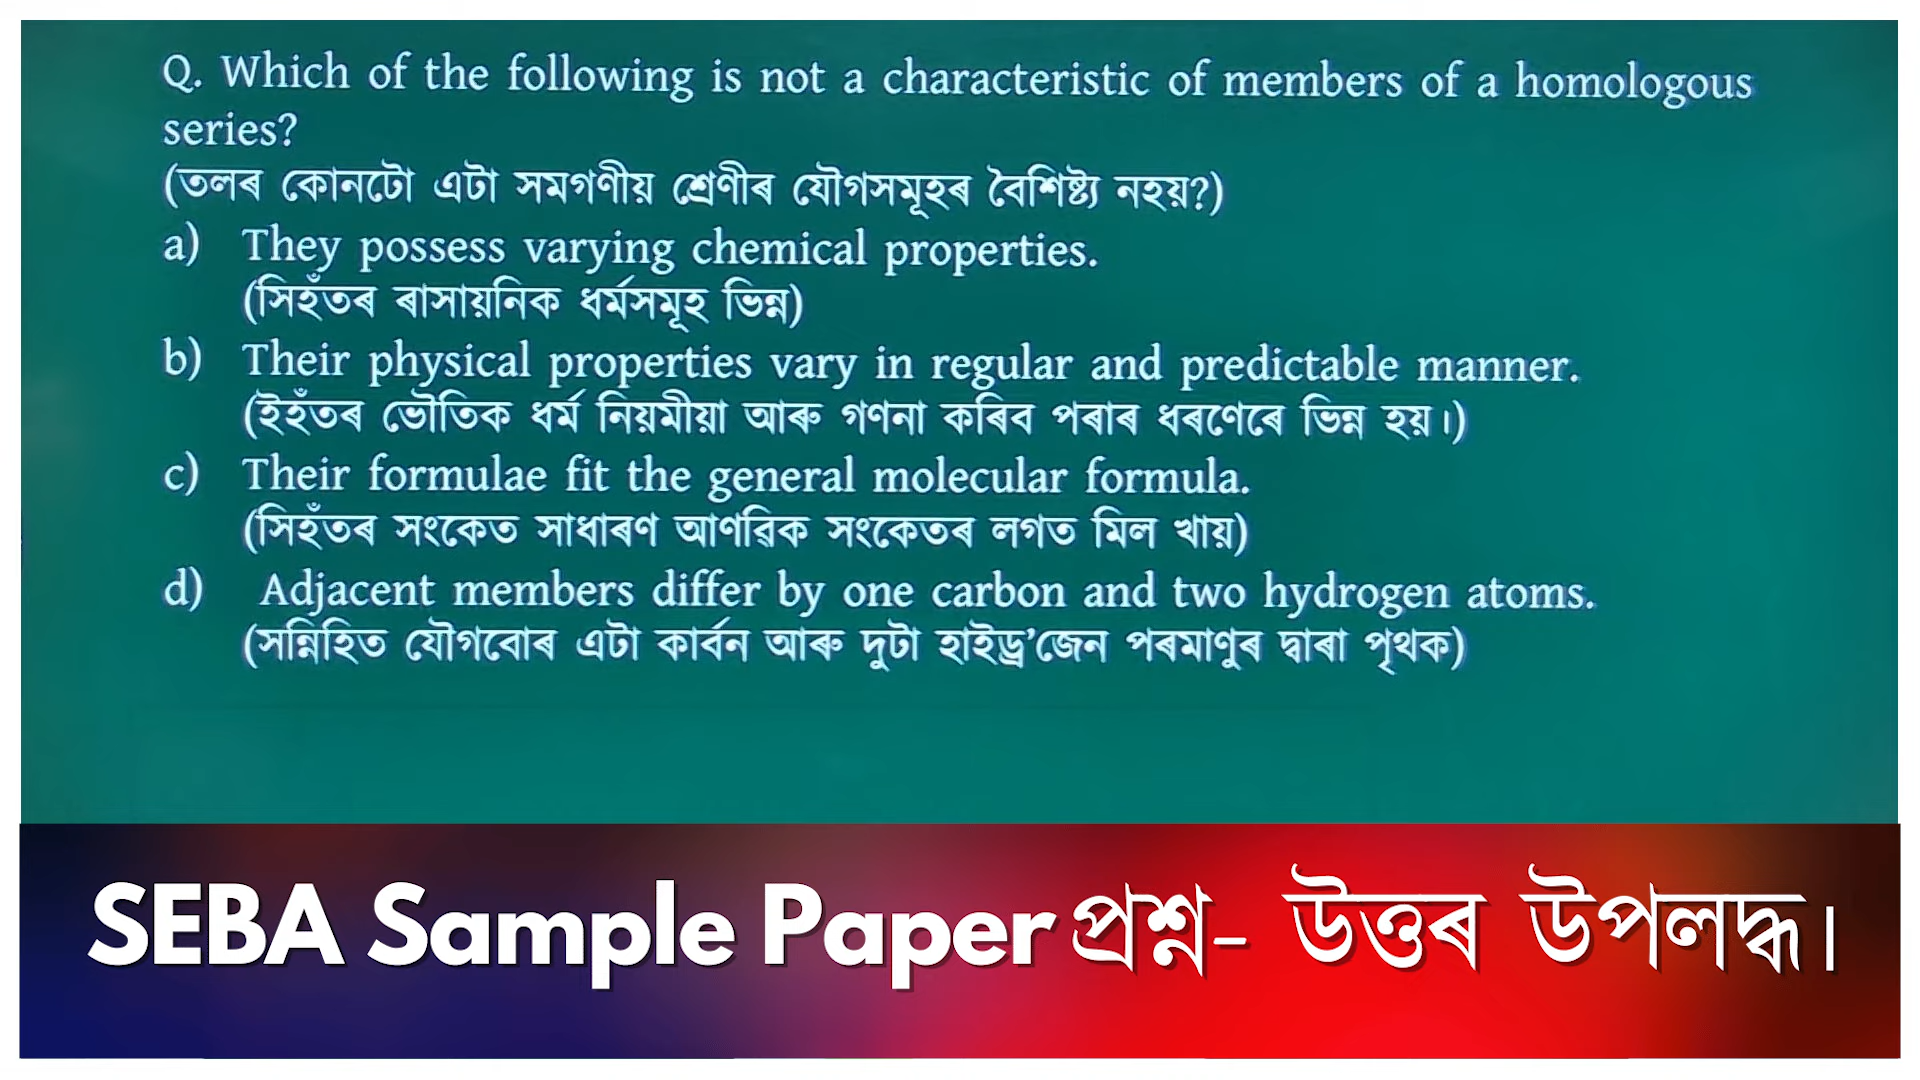 Q. Which of the following is not a characteristic of members of a homologous
series?
(তলৰ কোনটো এটা সমগণীয় শ্ৰেণীৰ যৌগসমূহৰ বৈশিষ্ট্য নহয়?)
a) They possess varying chemical properties.
(সিহঁতৰ ৰাসায়নিক ধৰ্মসমূহ ভিন্ন)
b) Their physical properties vary in regular and predictable manner.
(ইহঁতৰ ভৌতিক ধৰ্ম নিয়মীয়া আৰু গণনা কৰিব পৰাৰ ধৰণেৰে ভিন্ন হয়।)
c) Their formulae fit the general molecular formula.
(সিহঁতৰ সংকেত সাধাৰণ আণৱিক সংকেতৰ লগত মিল খায়)
d) Adjacent members differ by one carbon and two hydrogen atoms.
(সন্নিহিত যৌগবোৰ এটা কাৰ্বন আৰু দুটা হাইড্ৰ’জেন পৰমাণুৰ দ্বাৰা পৃথক)
SEBA Sample Paper প্ৰশ্ন- উত্তৰ উপলদ্ধ।